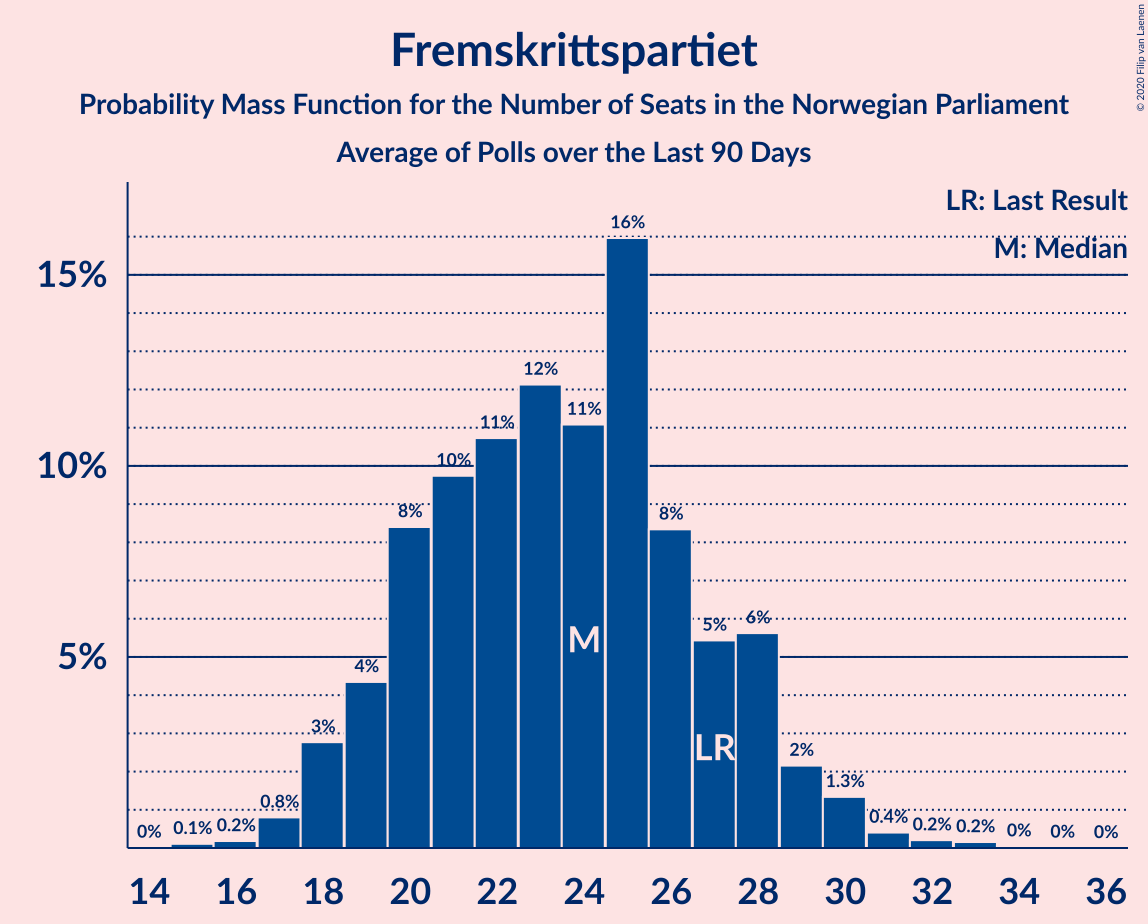 Fremskrittspartiet
Probability Mass Function for the Number of Seats in the Norwegian Parliament
Average of Polls over the Last 90 Days
© 2020 Filip van Laenen
LR: Last Result
M: Median
15%
10%
5%
0%
0.1%
0.2%
0.8%
3%
4%
8%
10%
11%
12%
11%
16%
8%
5%
6%
2%
1.3%
0.4%
0.2%
0.2%
0%
0%
0%
M
LR
14 16 18 20 22 24 26 28 30 32 34 36